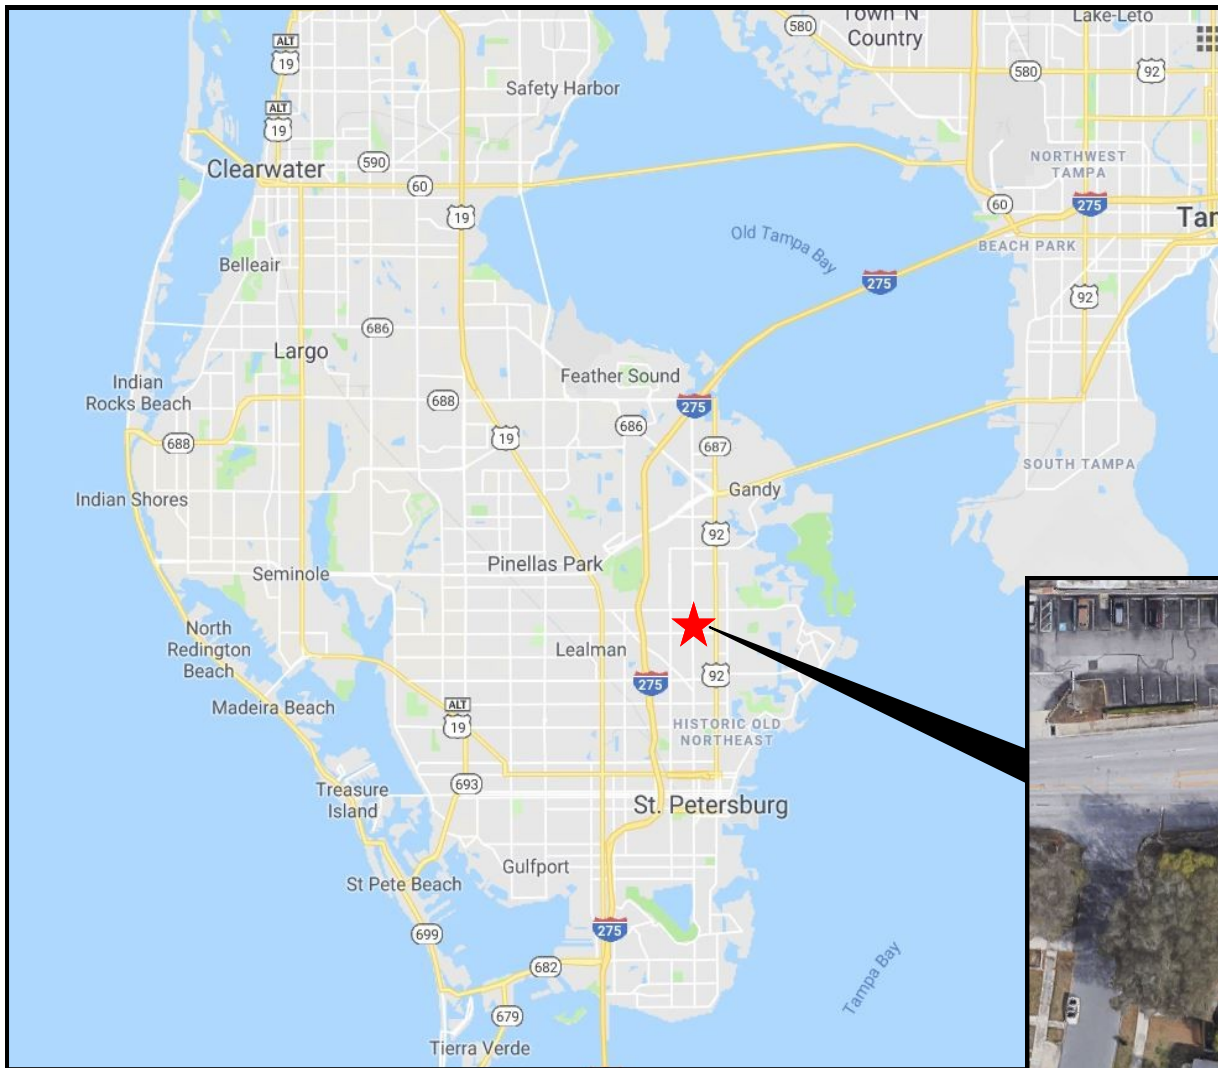 Town 'N'
Country
Lake-Leto
580
580
92
ALT
19
Safety Harbor
ALT
19
590
Clearwater
60
19
NORTHWEST
TAMPA
275
60
Tar
BEACH PARK
Old Tampa Bay
275
Belleair
92
686
Largo
Feather Sound
Indian
Rocks Beach
688
275
686
688
19
687
SOUTH TAMPA
Indian Shores
Gandy
92
Pinellas Park
Seminole
North
Redington
Beach
Lealman
275
92
Madeira Beach
ALT
19
HISTORIC OLD
NORTHEAST
693
Treasure
Island
St. Petersburg
Gulfport
St Pete Beach
275
699
682
Tampa Bay
679
Tierra Verde